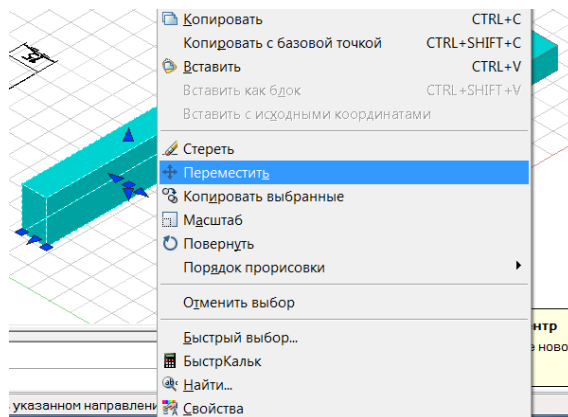 Копировать CTRL+C
Копировать с базовой точкой CTRL+SHIFT+C
Вставить CTRL+V
Вставить как блок CTRL+SHIFT+V
Вставить с исходными координатами
Стереть
Переместить
Копировать выбранные
Масштаб
Повернуть
Порядок прорисовки
Отменить выбор
нтр
Быстрый выбор...
е ново
БыстрКальк
Найти...
указанном направлени
Свойства